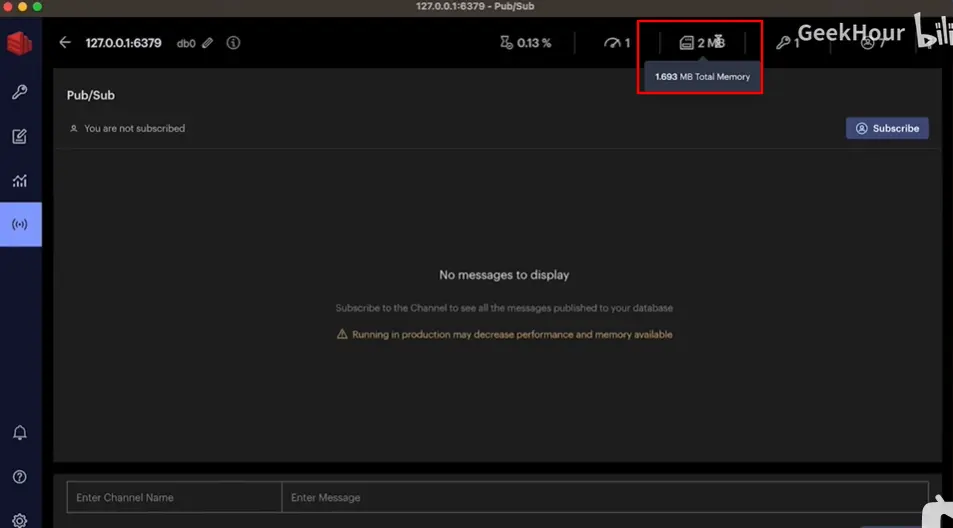 127.0.0.1:6379 - Pub/Sub
127.0.0.1:6379 db0 0.13 % 1 2 MB 1 7
GeekHour bili
1.693 MB Total Memory
Pub/Sub
You are not subscribed
Subscribe
No messages to display
Subscribe to the Channel to see all the messages published to your database
Running in production may decrease performance and memory available
Enter Channel Name
Enter Message